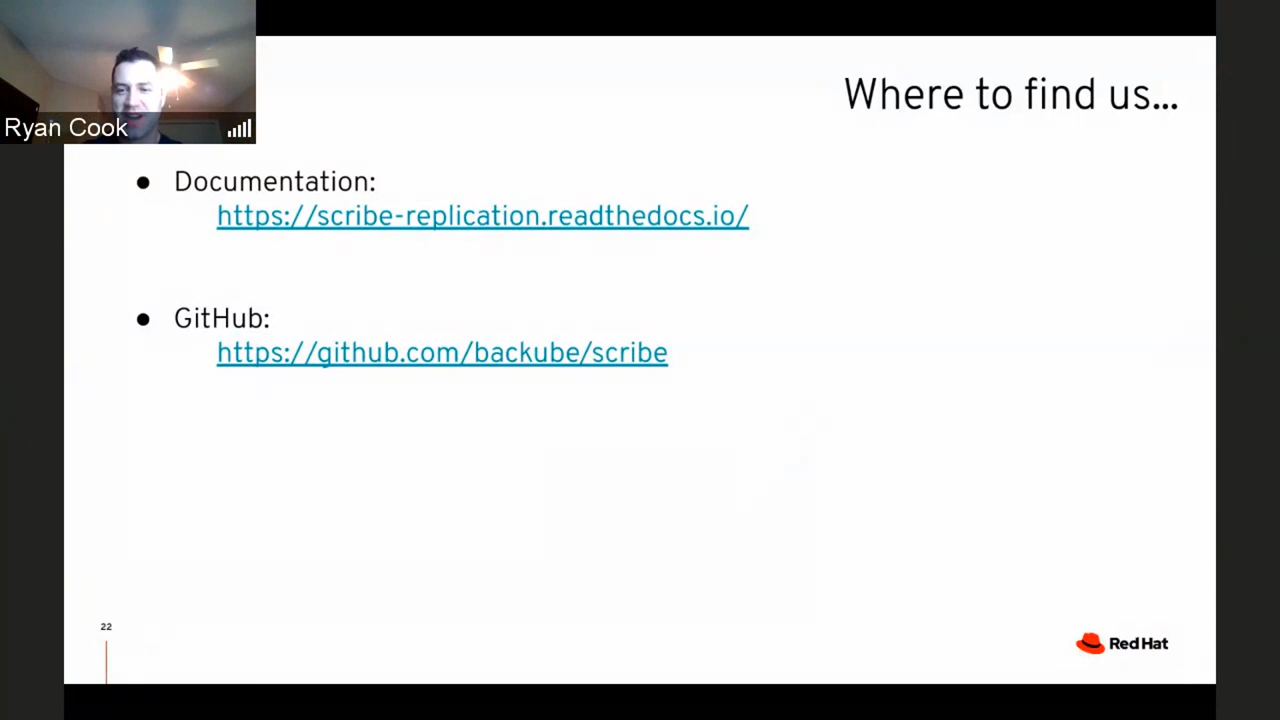 Ryan Cook
Where to find us...
● Documentation:
https://scribe-replication.readthedocs.io/
● GitHub:
https://github.com/backube/scribe
22
Red Hat